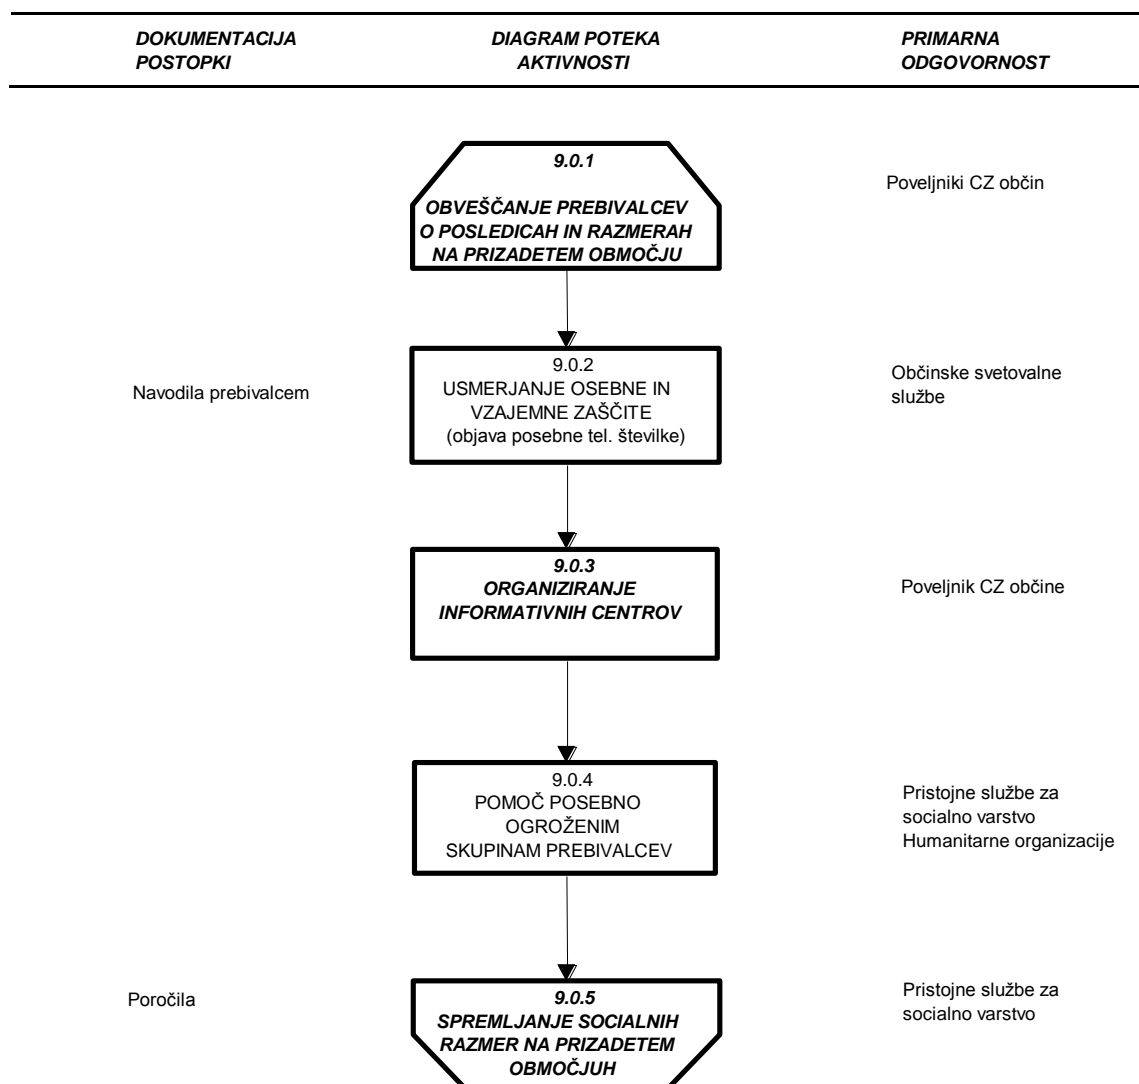 DOKUMENTACIJA
POSTOPKI
DIAGRAM POTEKA
AKTIVNOSTI
PRIMARNA
ODGOVORNOST
9.0.1
OBVEŠČANJE PREBIVALCEV
O POSLEDICAH IN RAZMERAH
NA PRIZADETEM OBMOČJU
Poveljniki CZ občin
Navodila prebivalcem
9.0.2
USMERJANJE OSEBNE IN
VZAJEMNE ZAŠČITE
(objava posebne tel. številke)
Občinske svetovalne
službe
9.0.3
ORGANIZIRANJE
INFORMATIVNIH CENTROV
Poveljnik CZ občine
9.0.4
POMOČ POSEBNO
OGROŽENIM
SKUPINAM PREBIVALCEV
Pristojne službe za
socialno varstvo
Humanitarne organizacije
Poročila
9.0.5
SPREMLJANJE SOCIALNIH
RAZMER NA PRIZADETEM
OBMOČJUH
Pristojne službe za
socialno varstvo